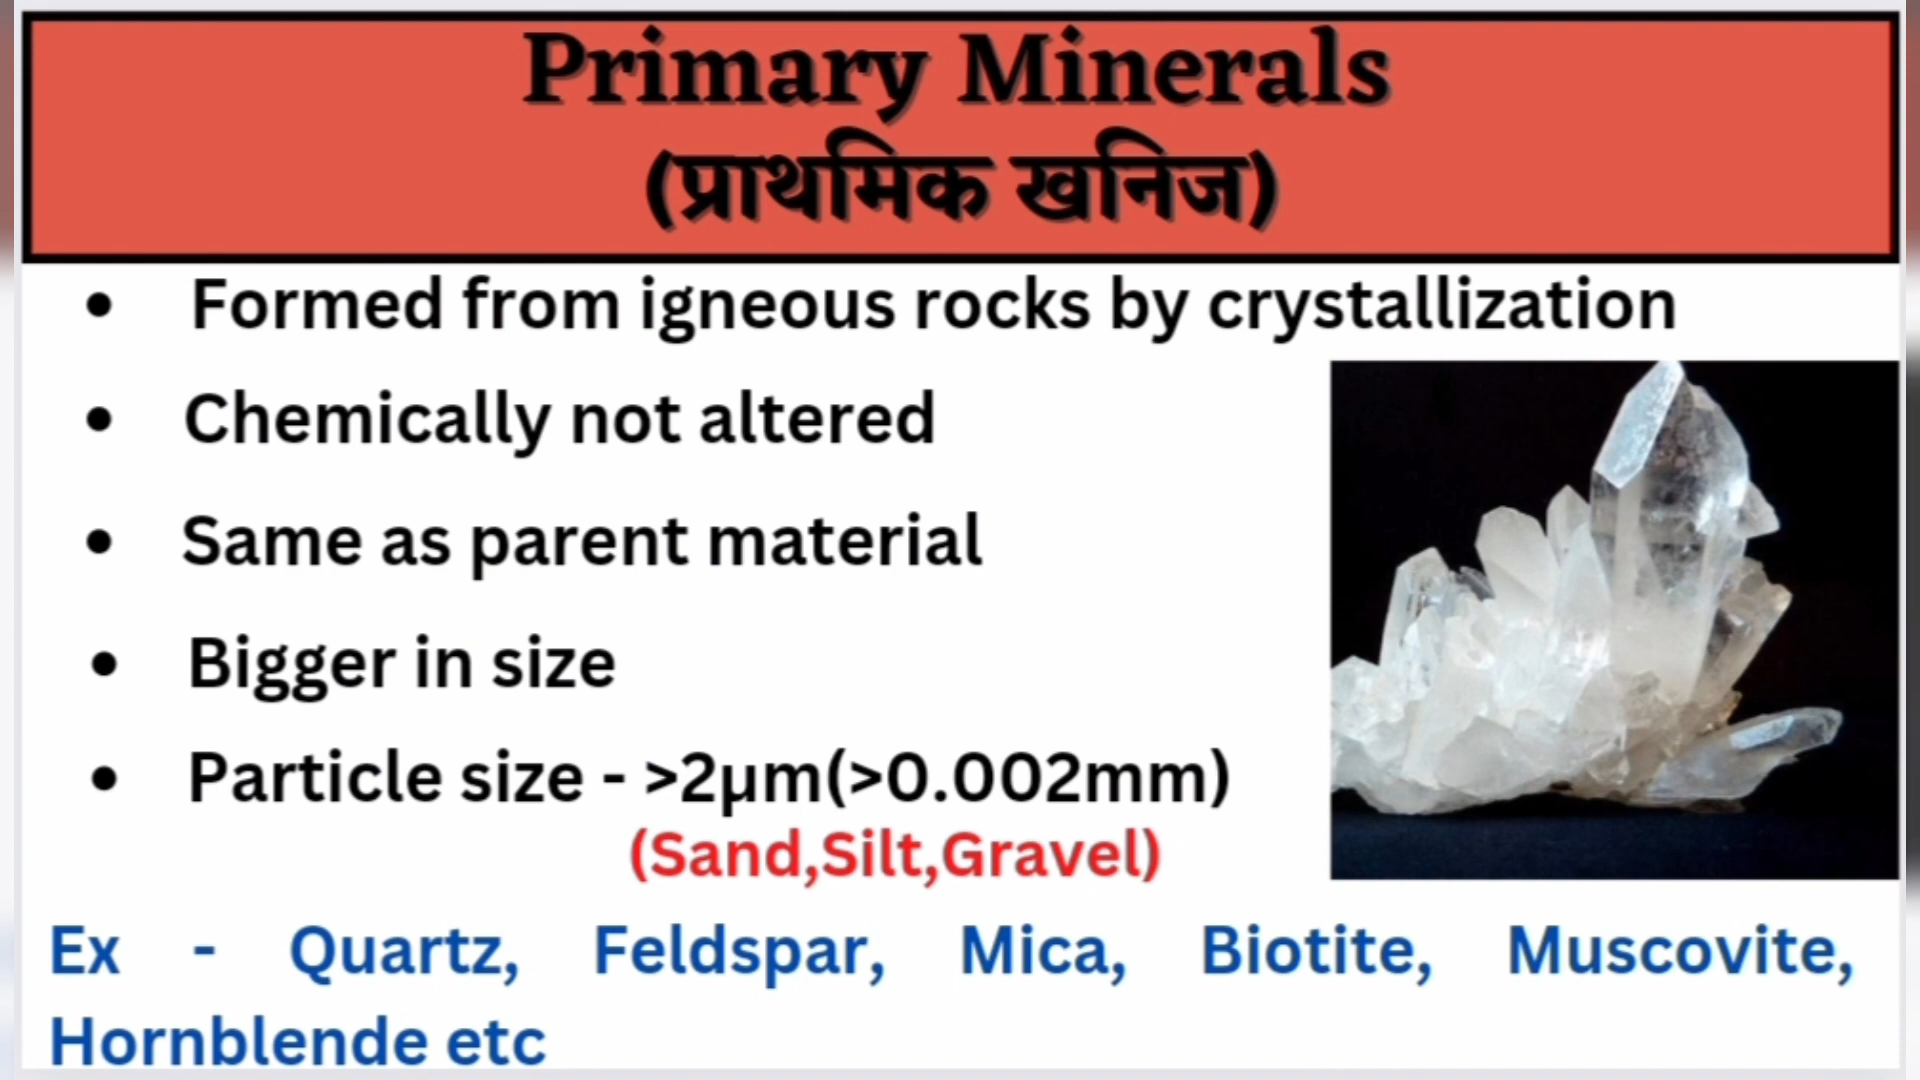 Primary Minerals
(प्राथमिक खनिज)
• Formed from igneous rocks by crystallization
• Chemically not altered
• Same as parent material
• Bigger in size
• Particle size - >2µm(>0.002mm)
(Sand,Silt,Gravel)
Ex - Quartz, Feldspar, Mica, Biotite, Muscovite,
Hornblende etc